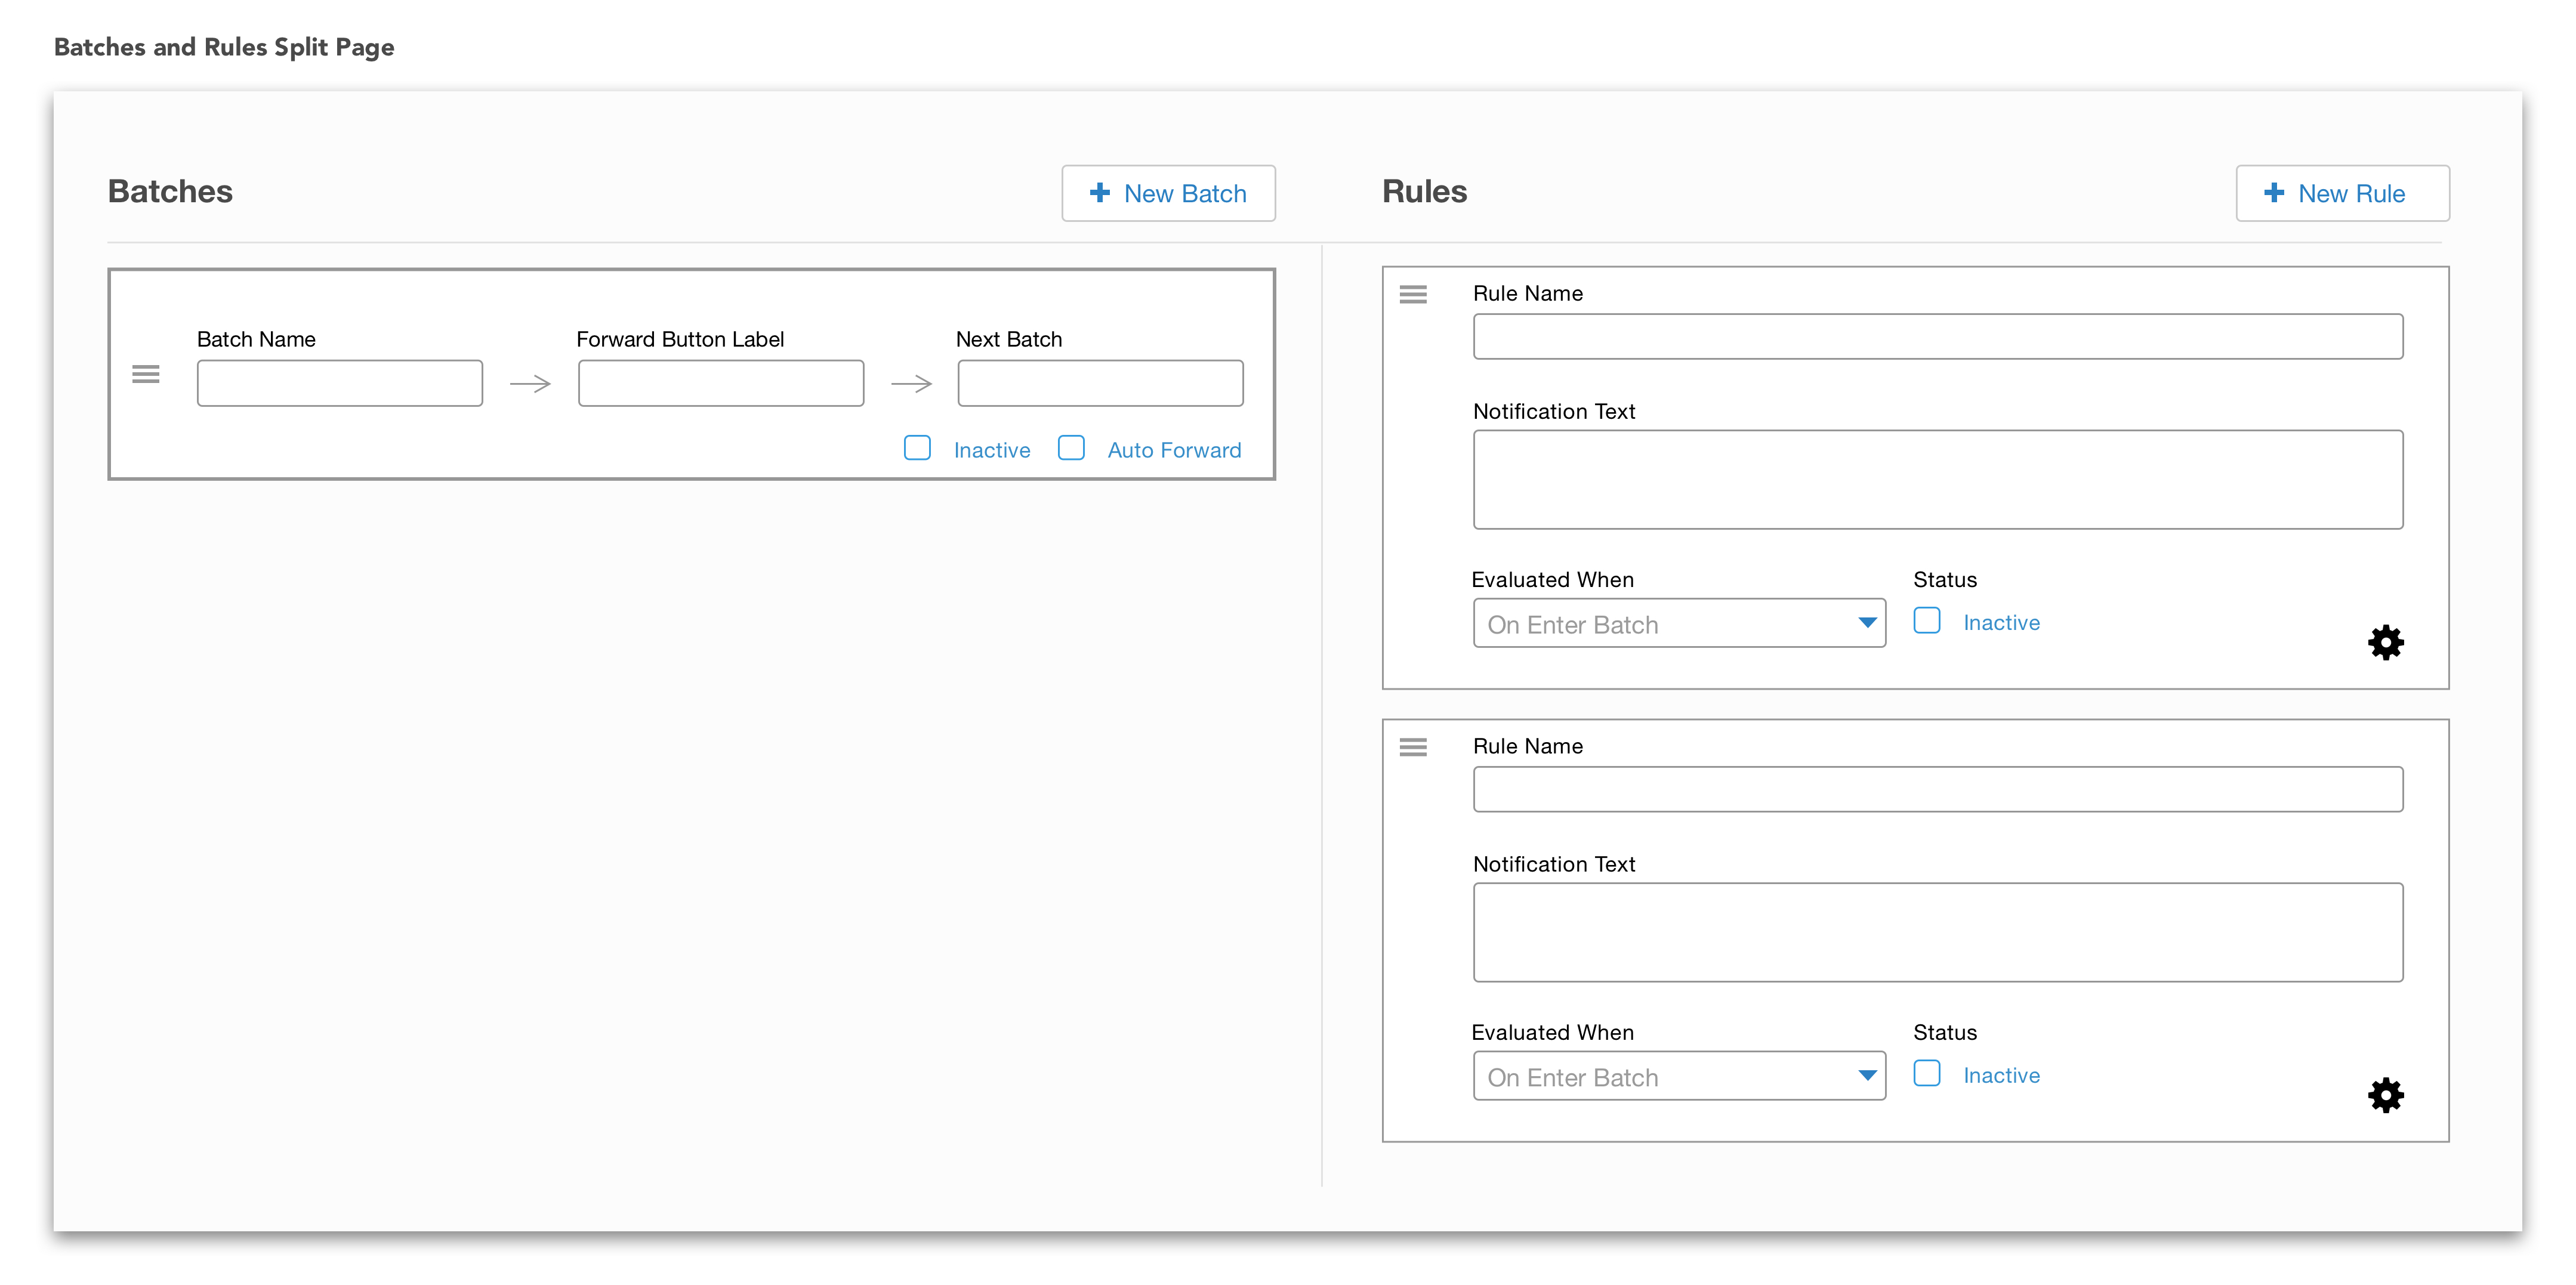 Batches and Rules Split Page
Batches
New Batch
Batch Name
Forward Button Label
Next Batch
Inactive
Auto Forward
Rules
New Rule
Rule Name
Notification Text
Evaluated When
Status
On Enter Batch
Inactive
Rule Name
Notification Text
Evaluated When
Status
On Enter Batch
Inactive